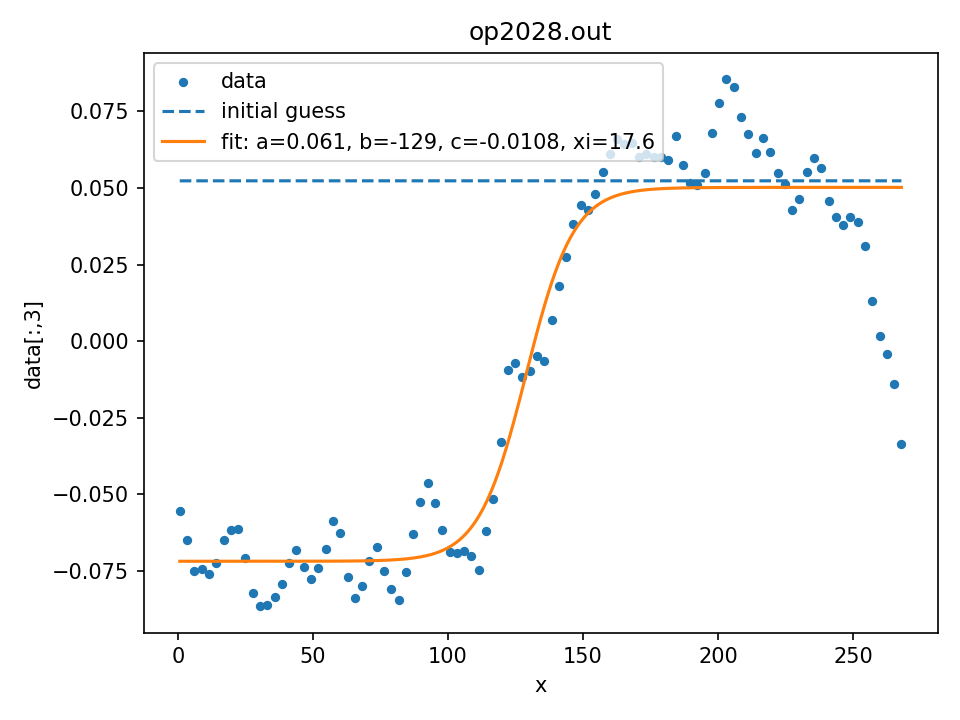 op2028.out
data
initial guess
fit: a=0.061, b=-129, c=-0.0108, xi=17.6
0.075
0.050
0.025
0.000
−0.025
−0.050
−0.075
data[:,3]
0 50 100 150 200 250
x